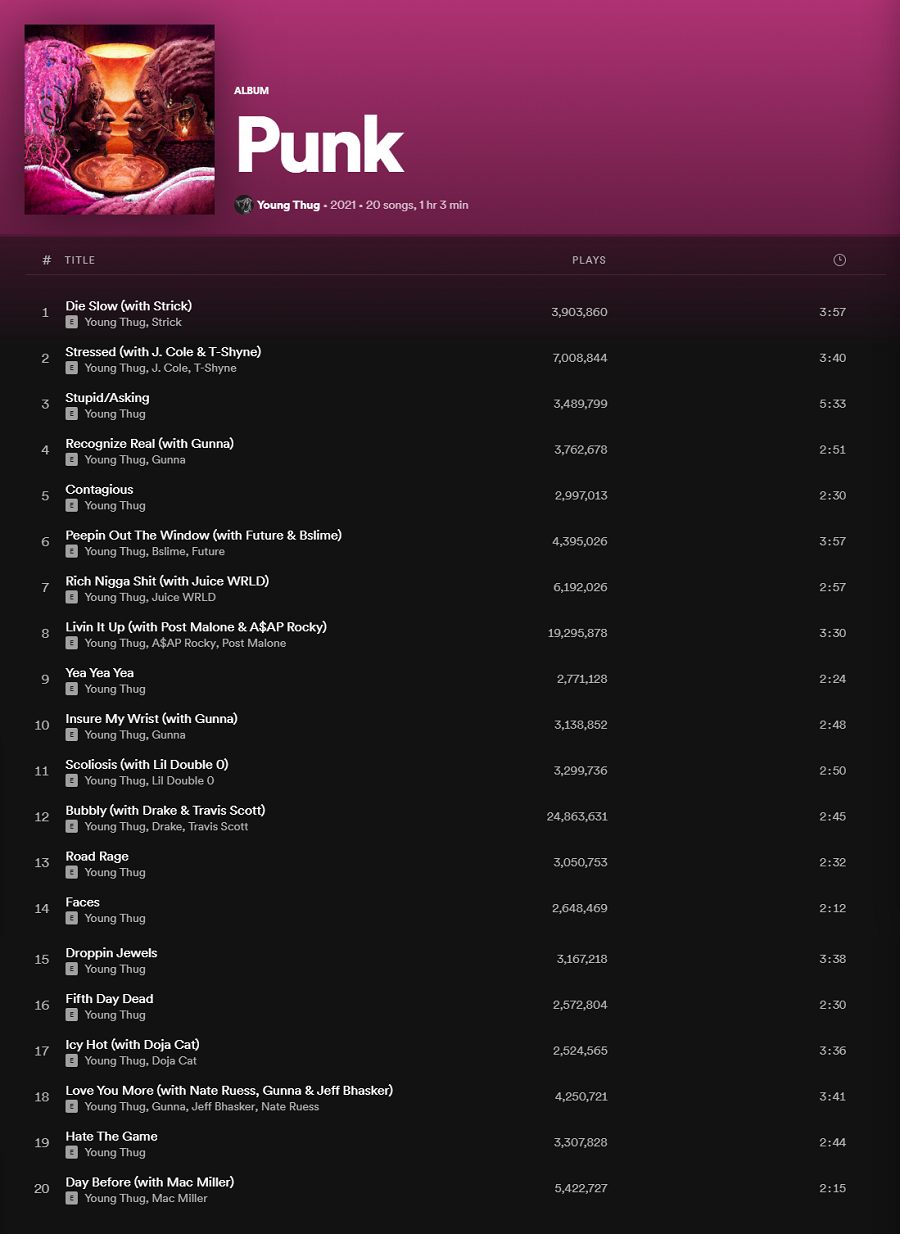 ALBUM
Punk
Young Thug • 2021 • 20 songs, 1 hr 3 min
# TITLE PLAYS
1 Die Slow (with Strick) 3,903,860 3:57
E Young Thug, Strick
2 Stressed (with J. Cole & T-Shyne) 7,008,844 3:40
E Young Thug, J. Cole, T-Shyne
3 Stupid/Asking 3,489,799 5:33
E Young Thug
4 Recognize Real (with Gunna) 3,762,678 2:51
E Young Thug, Gunna
5 Contagious 2,997,013 2:30
E Young Thug
6 Peepin Out The Window (with Future & Bslime) 4,395,026 3:57
E Young Thug, Bslime, Future
7 Rich Nigga Shit (with Juice WRLD) 6,192,026 2:57
E Young Thug, Juice WRLD
8 Livin It Up (with Post Malone & A$AP Rocky) 19,295,878 3:30
E Young Thug, A$AP Rocky, Post Malone
9 Yea Yea Yea 2,771,128 2:24
E Young Thug
10 Insure My Wrist (with Gunna) 3,138,852 2:48
E Young Thug, Gunna
11 Scoliosis (with Lil Double 0) 3,299,736 2:50
E Young Thug, Lil Double 0
12 Bubbly (with Drake & Travis Scott) 24,863,631 2:45
E Young Thug, Drake, Travis Scott
13 Road Rage 3,050,753 2:32
E Young Thug
14 Faces 2,648,469 2:12
E Young Thug
15 Droppin Jewels 3,167,218 3:38
E Young Thug
16 Fifth Day Dead 2,572,804 2:30
E Young Thug
17 Icy Hot (with Doja Cat) 2,524,565 3:36
E Young Thug, Doja Cat
18 Love You More (with Nate Ruess, Gunna & Jeff Bhasker) 4,250,721 3:41
E Young Thug, Gunna, Jeff Bhasker, Nate Ruess
19 Hate The Game 3,307,828 2:44
E Young Thug
20 Day Before (with Mac Miller) 5,422,727 2:15
E Young Thug, Mac Miller